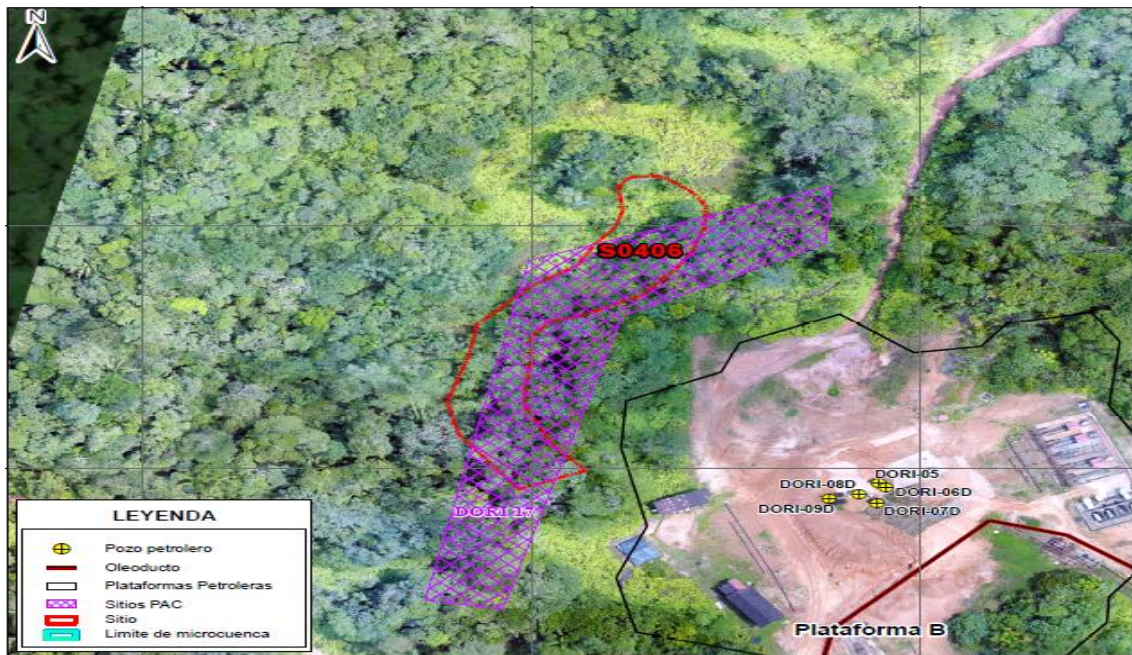 N
S0406
DORI-05
DORI-08D
DORI-06D
DORI-09D
DORI-07D
DORI 17
Plataforma B
LEYENDA
Pozo petrolero
Oleoducto
Plataformas Petroleras
Sitios PAC
Sitio
Limite de microcuenca